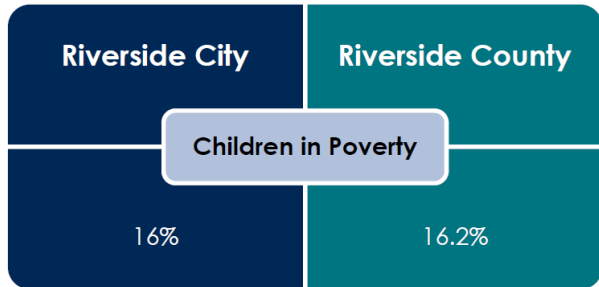 Riverside City
Riverside County
Children in Poverty
16%
16.2%